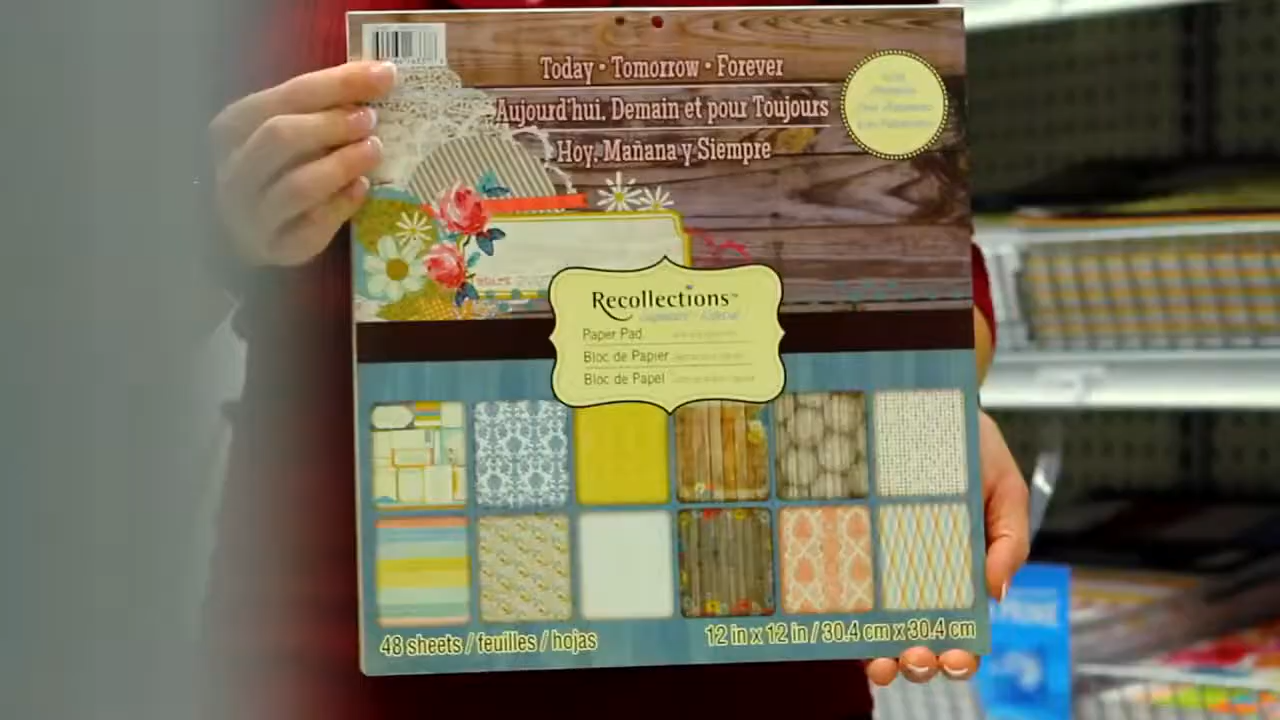 Today • Tomorrow • Forever
Aujourd'hui, Demain et pour Toujours
Hoy, Mañana y Siempre
Recollections™
Paper Pad
Bloc de Papier
Bloc de Papel
48 sheets / feuilles / hojas
12 in x 12 in / 30.4 cm x 30.4 cm